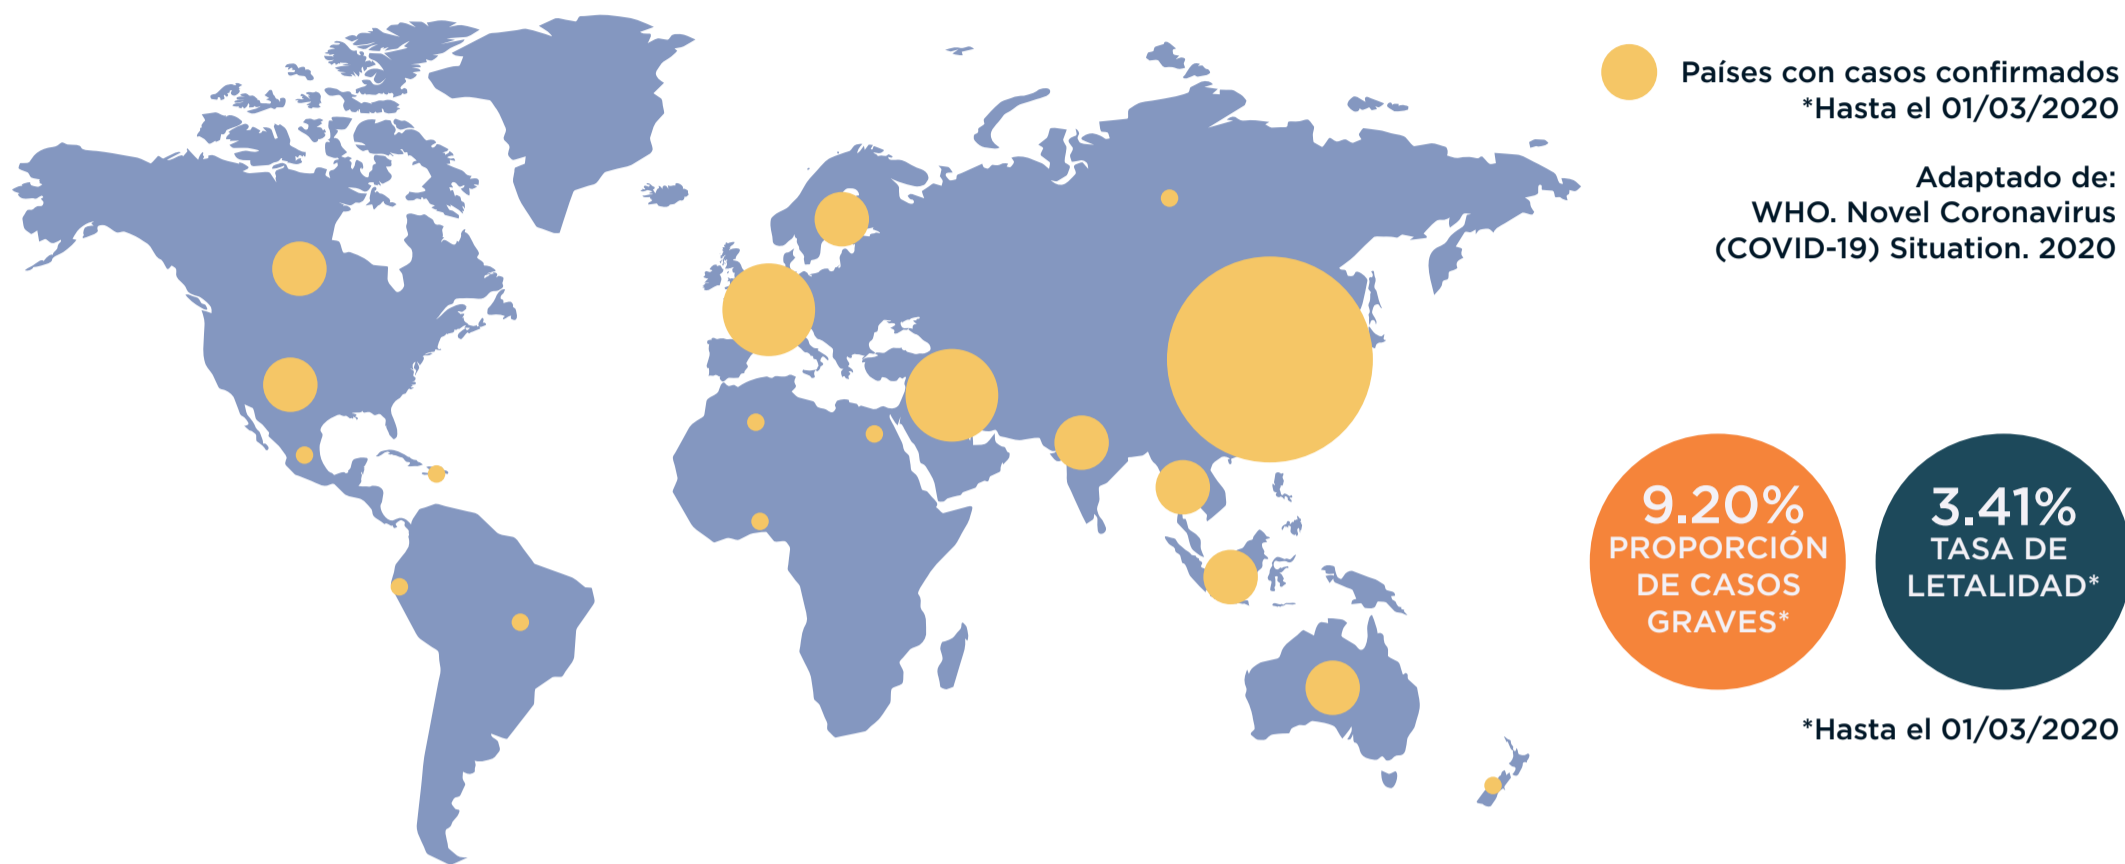 Países con casos confirmados
*Hasta el 01/03/2020
Adaptado de:
WHO. Novel Coronavirus
(COVID-19) Situation. 2020
9.20%
PROPORCIÓN
DE CASOS
GRAVES*
3.41%
TASA DE
LETALIDAD*
*Hasta el 01/03/2020